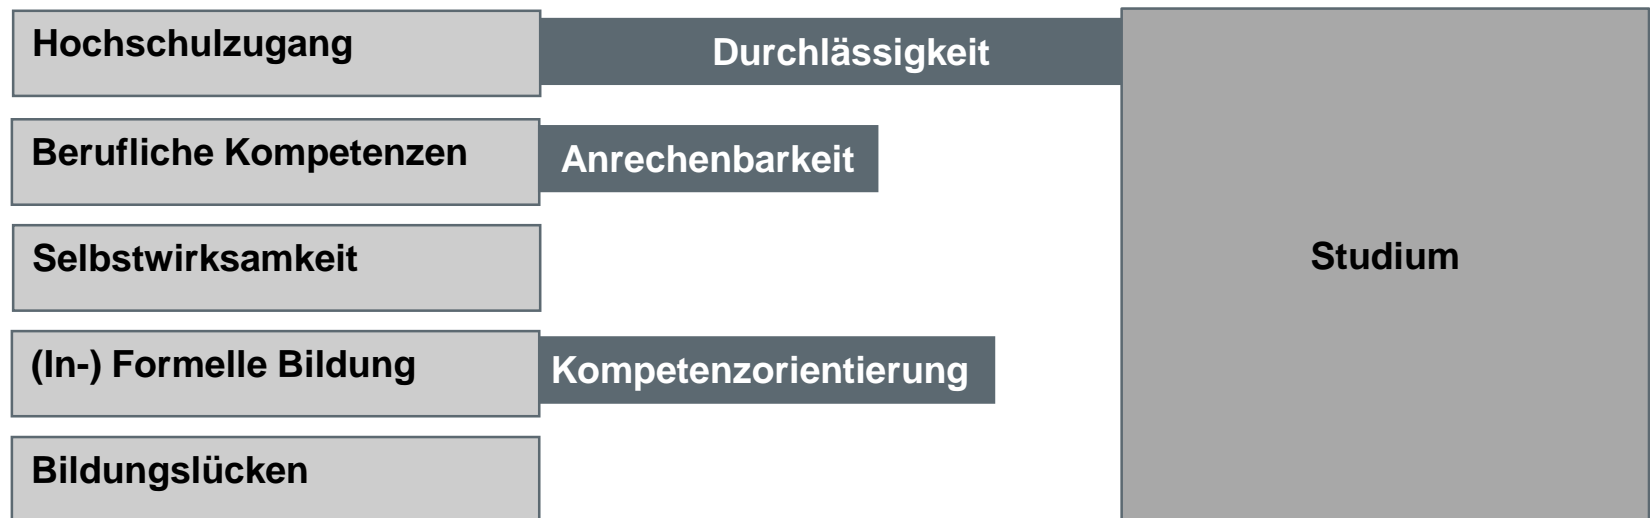 Hochschulzugang
Durchlässigkeit
Berufliche Kompetenzen
Anrechenbarkeit
Selbstwirksamkeit
Studium
(In-) Formelle Bildung
Kompetenzorientierung
Bildungslücken